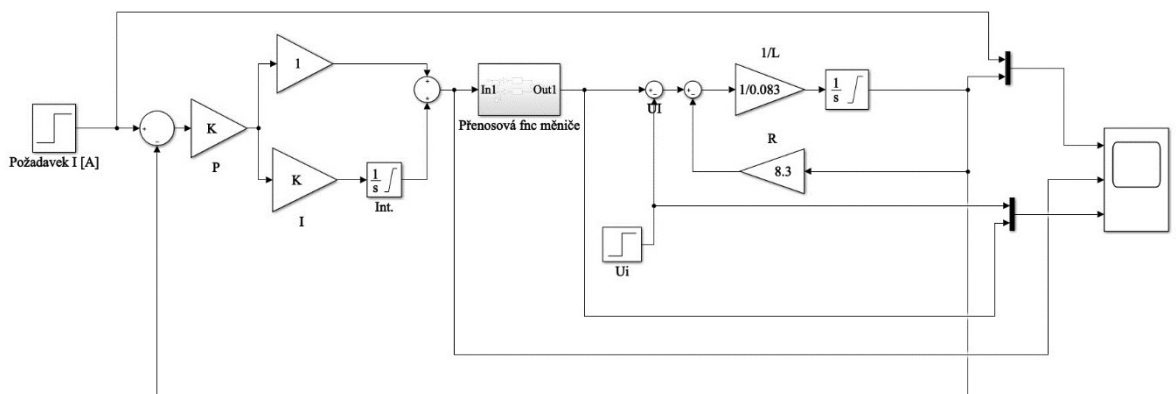 1/L
1
1/0.083
1
s
In1
Out1
UI
Přenosová fnc měniče
K
Požadavek I [A]
P
R
8.3
K
1
s
Int.
I
Ui